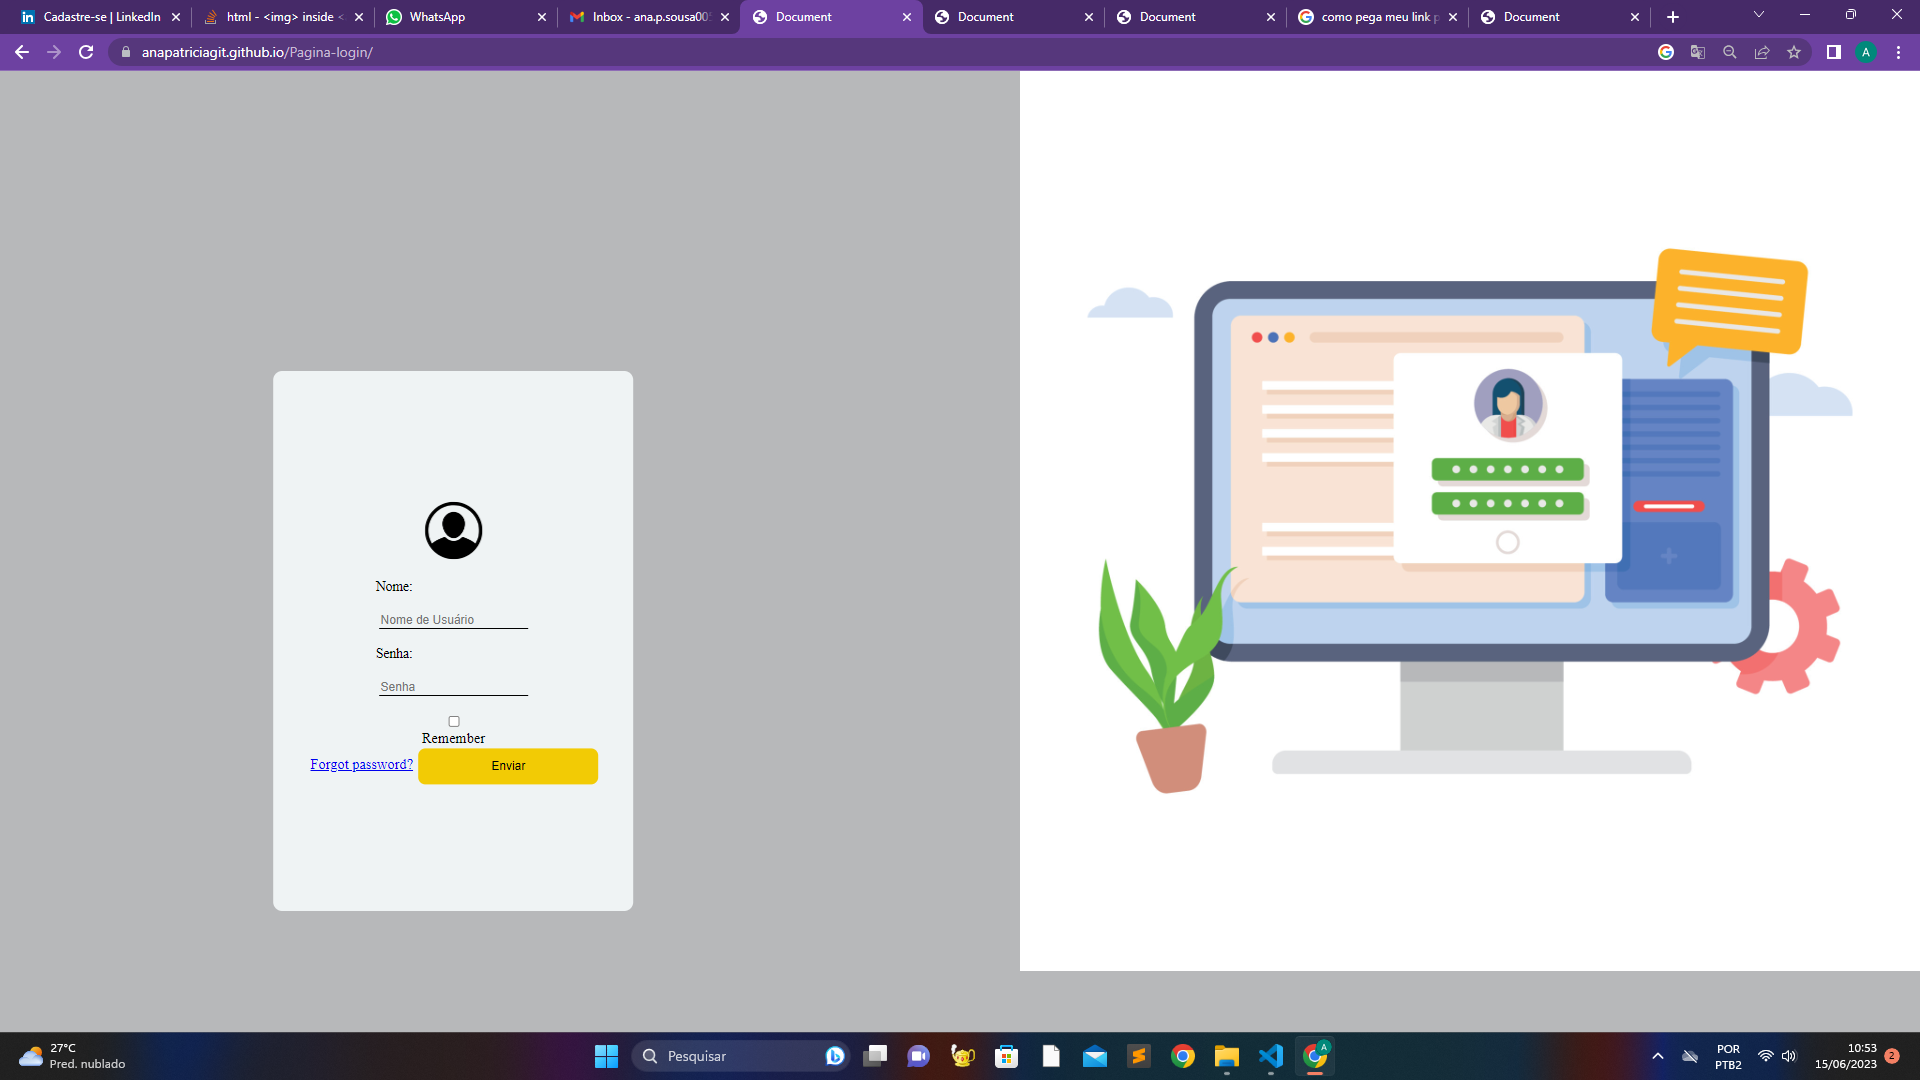 Cadastre-se | LinkedIn
html - <img> inside <
WhatsApp
Inbox - ana.p.sousa00
Document
Document
Document
como pega meu link p
Document
anapatriciagit.github.io/Pagina-login/
A
Nome:
Nome de Usuário
Senha:
Senha
Remember
Forgot password?
Enviar
27°C
Pred. nublado
Pesquisar
A
POR
PTB2
10:53
15/06/2023
2